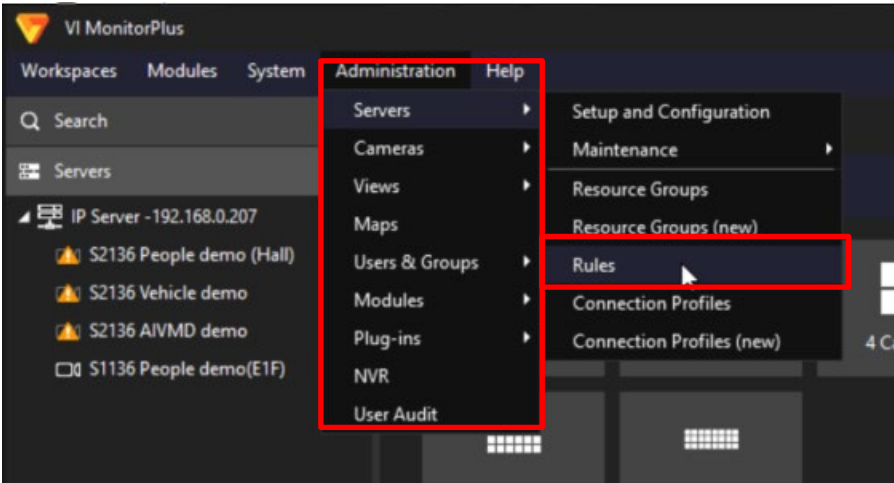 VI MonitorPlus
Workspaces Modules System Administration Help
Search
Servers
IP Server -192.168.0.207
S2136 People demo (Hall)
S2136 Vehicle demo
S2136 AIVMD demo
S1136 People demo(E1F)
Servers
Cameras
Views
Maps
Users & Groups
Modules
Plug-ins
NVR
User Audit
Setup and Configuration
Maintenance
Resource Groups
Resource Groups (new)
Rules
Connection Profiles
Connection Profiles (new)